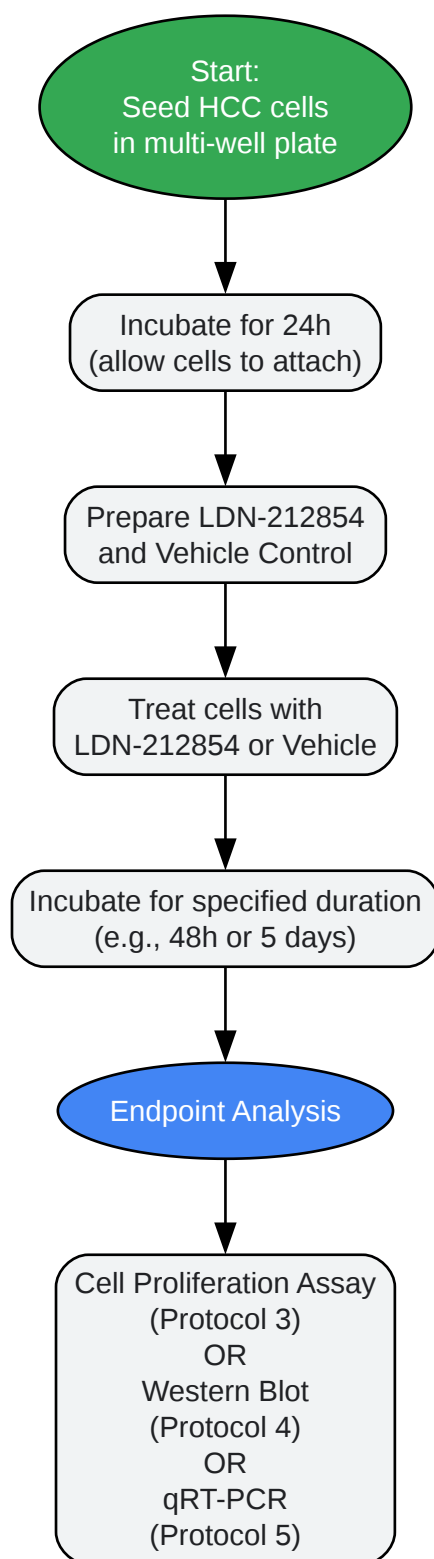 Start:
Seed HCC cells
in multi-well plate
Incubate for 24h
(allow cells to attach)
Prepare LDN-212854
and Vehicle Control
Treat cells with
LDN-212854 or Vehicle
Incubate for specified duration
(e.g., 48h or 5 days)
Endpoint Analysis
Cell Proliferation Assay
(Protocol 3)
OR
Western Blot
(Protocol 4)
OR
qRT-PCR
(Protocol 5)